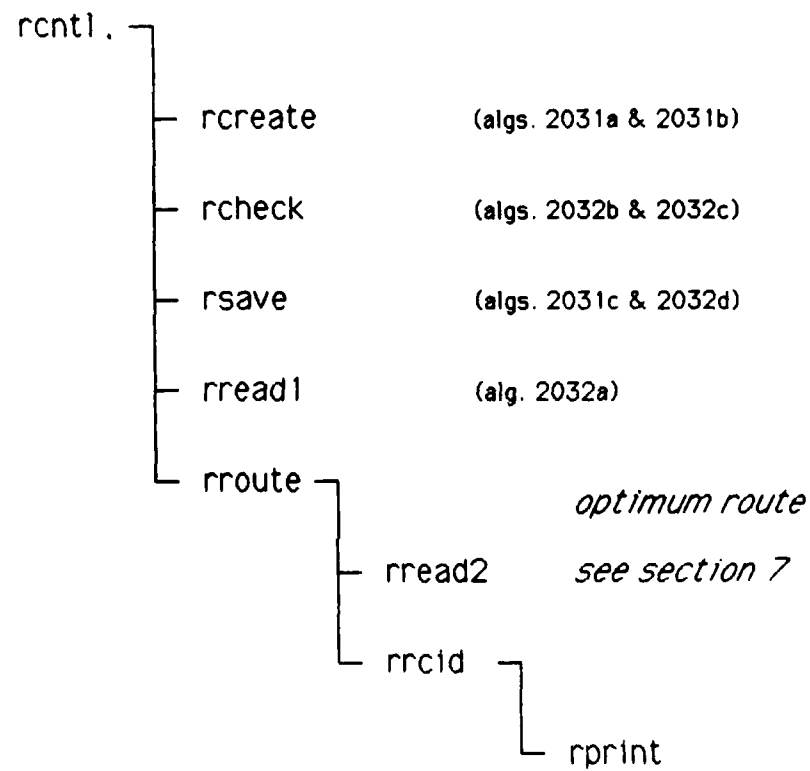 rcntl.
rcreate (algs. 2031a & 2031b)
rcheck (algs. 2032b & 2032c)
rsave (algs. 2031c & 2032d)
rread1 (alg. 2032a)
rroute
optimum route
rread2 see section 7
rrcid
rprint